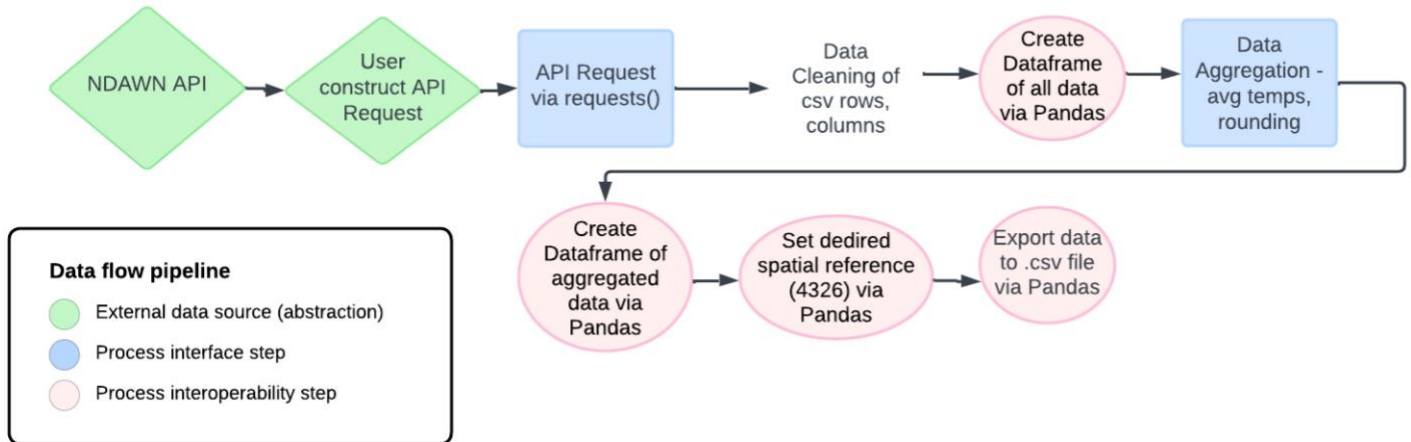 NDAWN API
User
construct API
Request
API Request
via requests()
Data
Cleaning of
csv rows,
columns
Create
Dataframe
of all data
via Pandas
Data
Aggregation -
avg temps,
rounding
Create
Dataframe of
aggregated
data via
Pandas
Set dedired
spatial reference
(4326) via
Pandas
Export data
to .csv file
via Pandas
Data flow pipeline
External data source (abstraction)
Process interface step
Process interoperability step